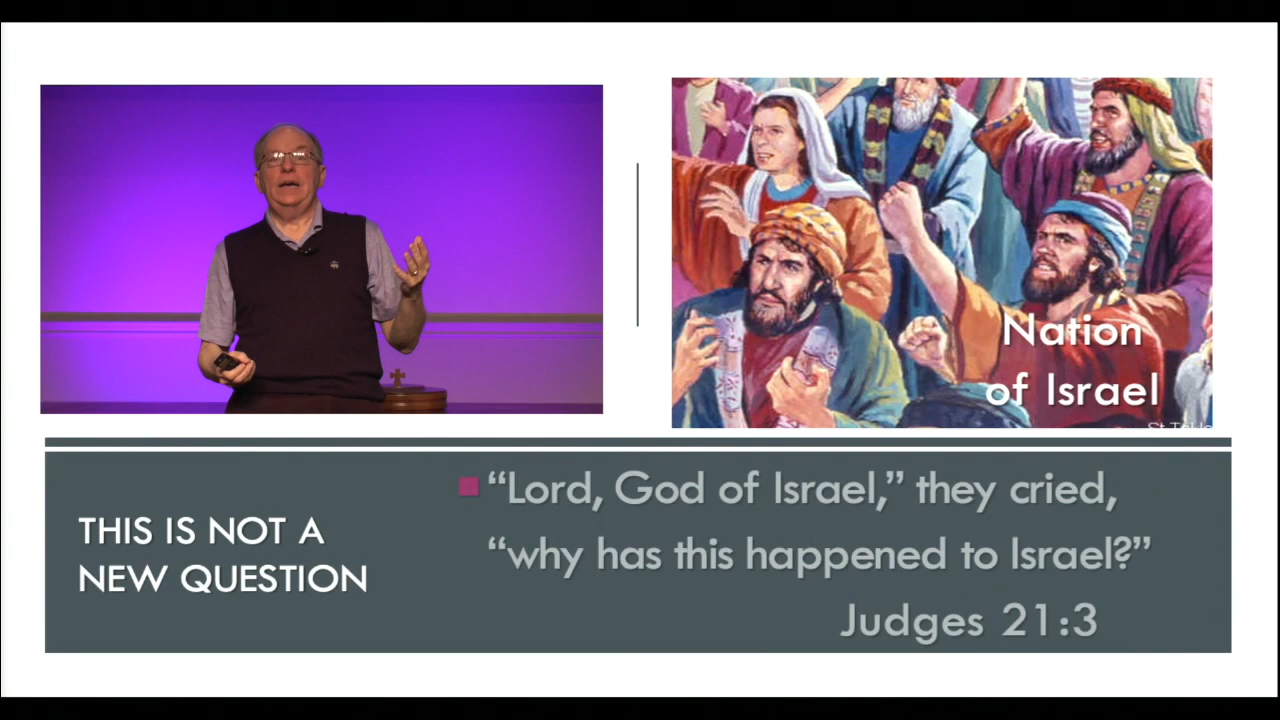 Nation
of Israel
THIS IS NOT A
NEW QUESTION
“Lord, God of Israel,” they cried,
“why has this happened to Israel?”
Judges 21:3